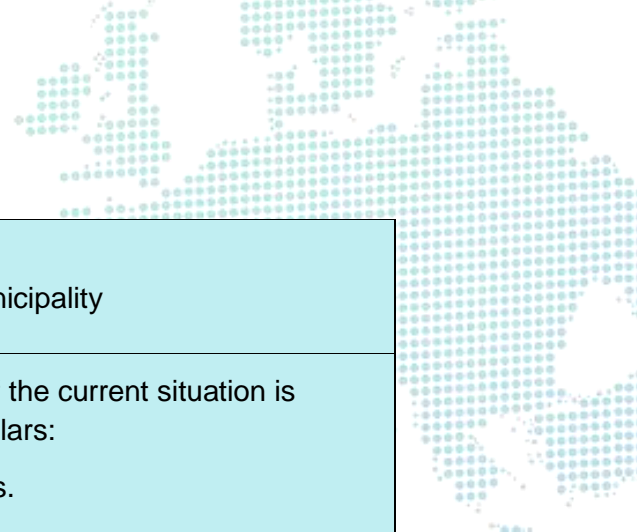 nicipality
the current situation is
lars:
s.